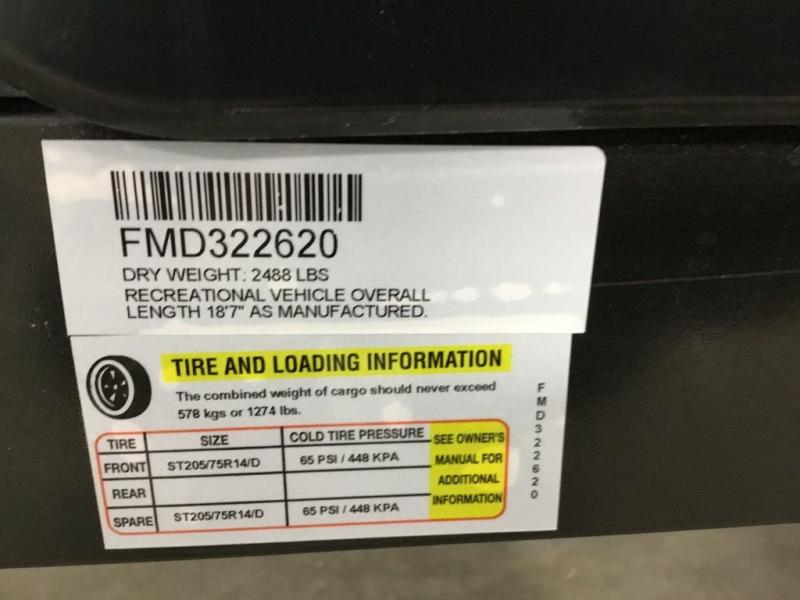 FMD322620
DRY WEIGHT: 2488 LBS
RECREATIONAL VEHICLE OVERALL
LENGTH 18'7" AS MANUFACTURED.
TIRE AND LOADING INFORMATION
The combined weight of cargo should never exceed
578 kgs or 1274 lbs.
TIRE SIZE COLD TIRE PRESSURE
FRONT ST205/75R14/D 65 PSI / 448 KPA
REAR
SPARE ST205/75R14/D 65 PSI / 448 KPA
SEE OWNER'S
MANUAL FOR
ADDITIONAL
INFORMATION
FMD322620